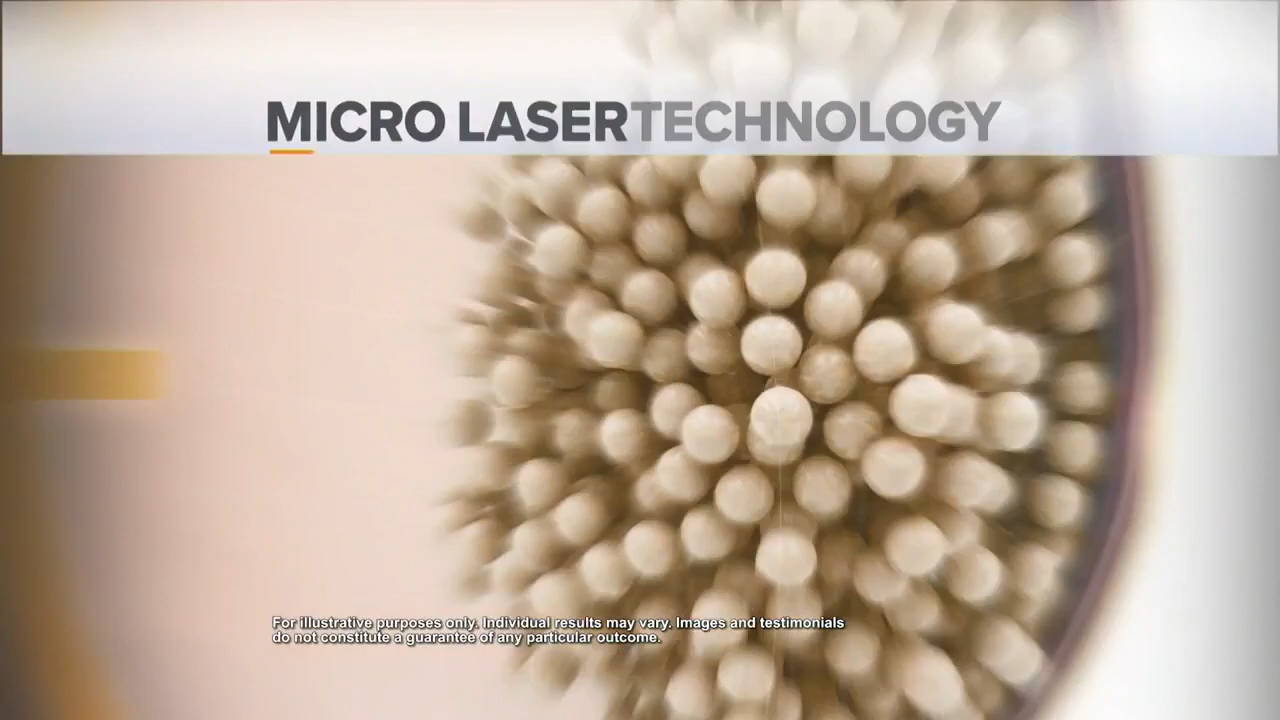 MICRO LASERTECHNOLOGY
For illustrative purposes only. Individual results may vary. Images and testimonials
do not constitute a guarantee of any particular outcome.